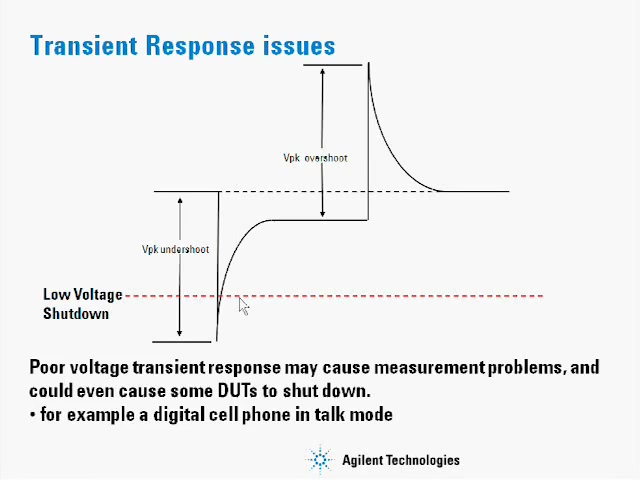 Transient Response issues
Vpk overshoot
Vpk undershoot
Low Voltage
Shutdown
Poor voltage transient response may cause measurement problems, and
could even cause some DUTs to shut down.
• for example a digital cell phone in talk mode
Agilent Technologies